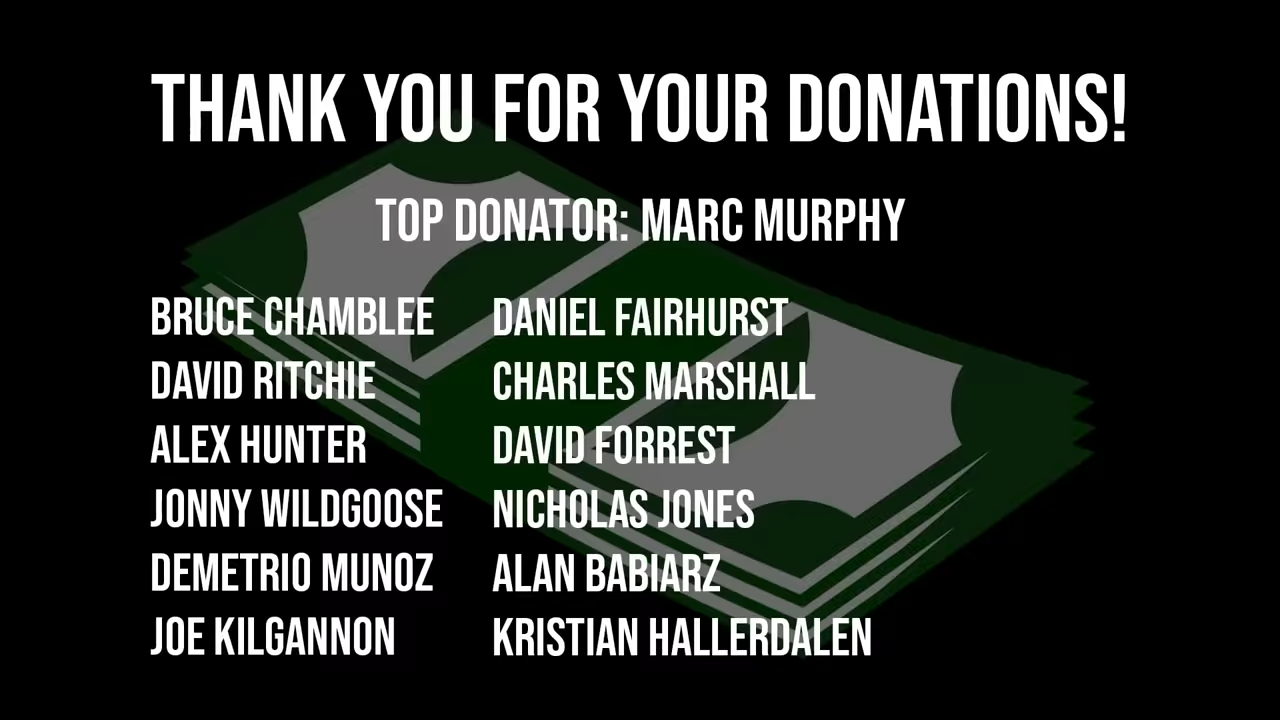 THANK YOU FOR YOUR DONATIONS!
TOP DONATOR: MARC MURPHY
BRUCE CHAMBLEE
DAVID RITCHIE
ALEX HUNTER
JONNY WILDGOOSE
DEMETRIO MUNOZ
JOE KILGANNON
DANIEL FAIRHURST
CHARLES MARSHALL
DAVID FORREST
NICHOLAS JONES
ALAN BABIARZ
KRISTIAN HALLERDALEN